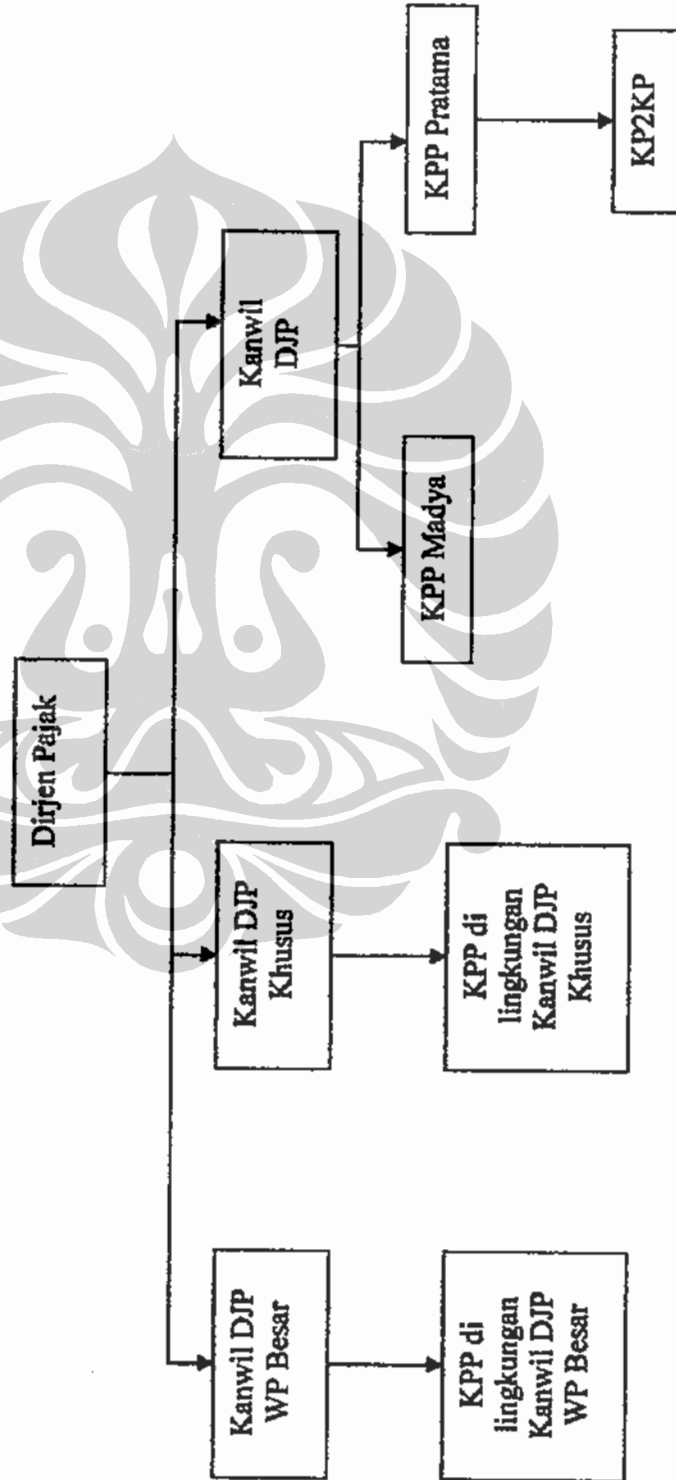 Dirjen Pajak
Kanwil DJP
WP Besar
Kanwil DJP
Khusus
Kanwil
DJP
KPP di
lingkungan
Kanwil DJP
WP Besar
KPP di
lingkungan
Kanwil DJP
Khusus
KPP Madya
KPP Pratama
KP2KP